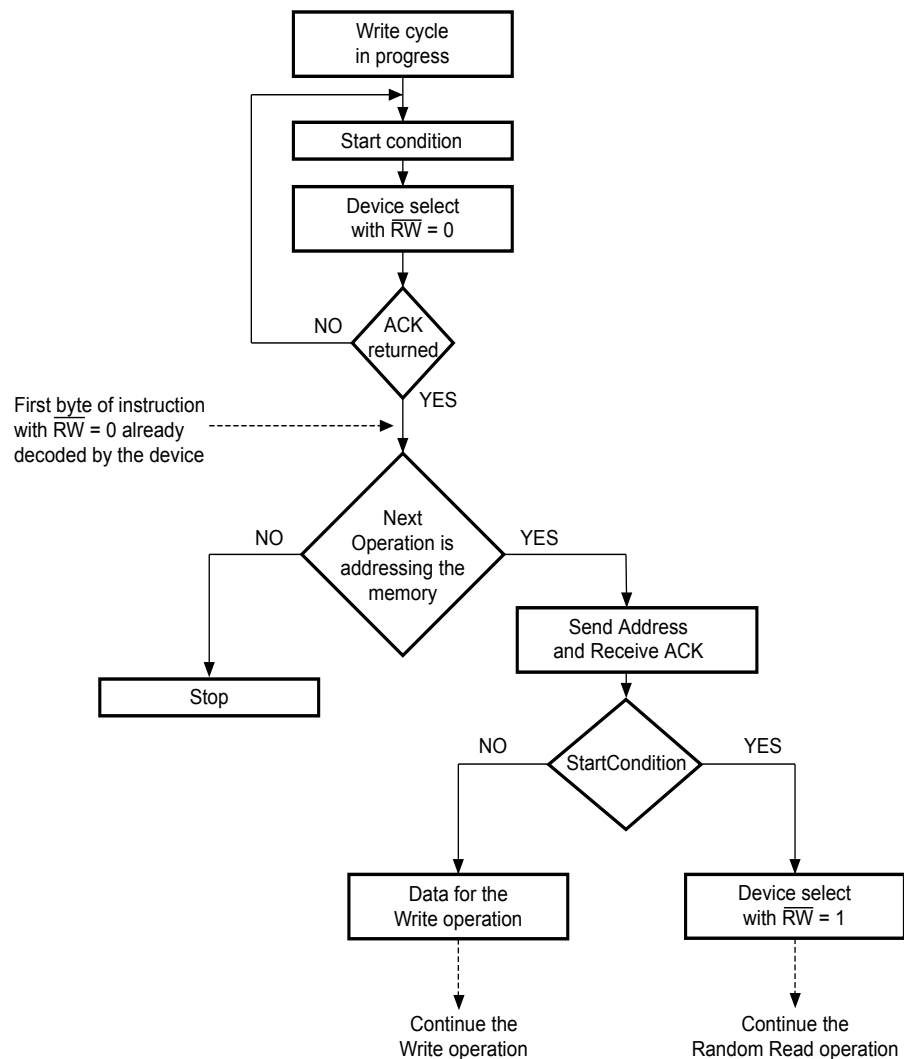 Write cycle
in progress
Start condition
Device select
with R̅W̅ = 0
NO
ACK
returned
YES
First byte of instruction
with R̅W̅ = 0 already
decoded by the device
NO
Next
Operation is
addressing the
memory
YES
Send Address
and Receive ACK
Stop
NO
StartCondition
YES
Data for the
Write operation
Device select
with R̅W̅ = 1
Continue the
Write operation
Continue the
Random Read operation